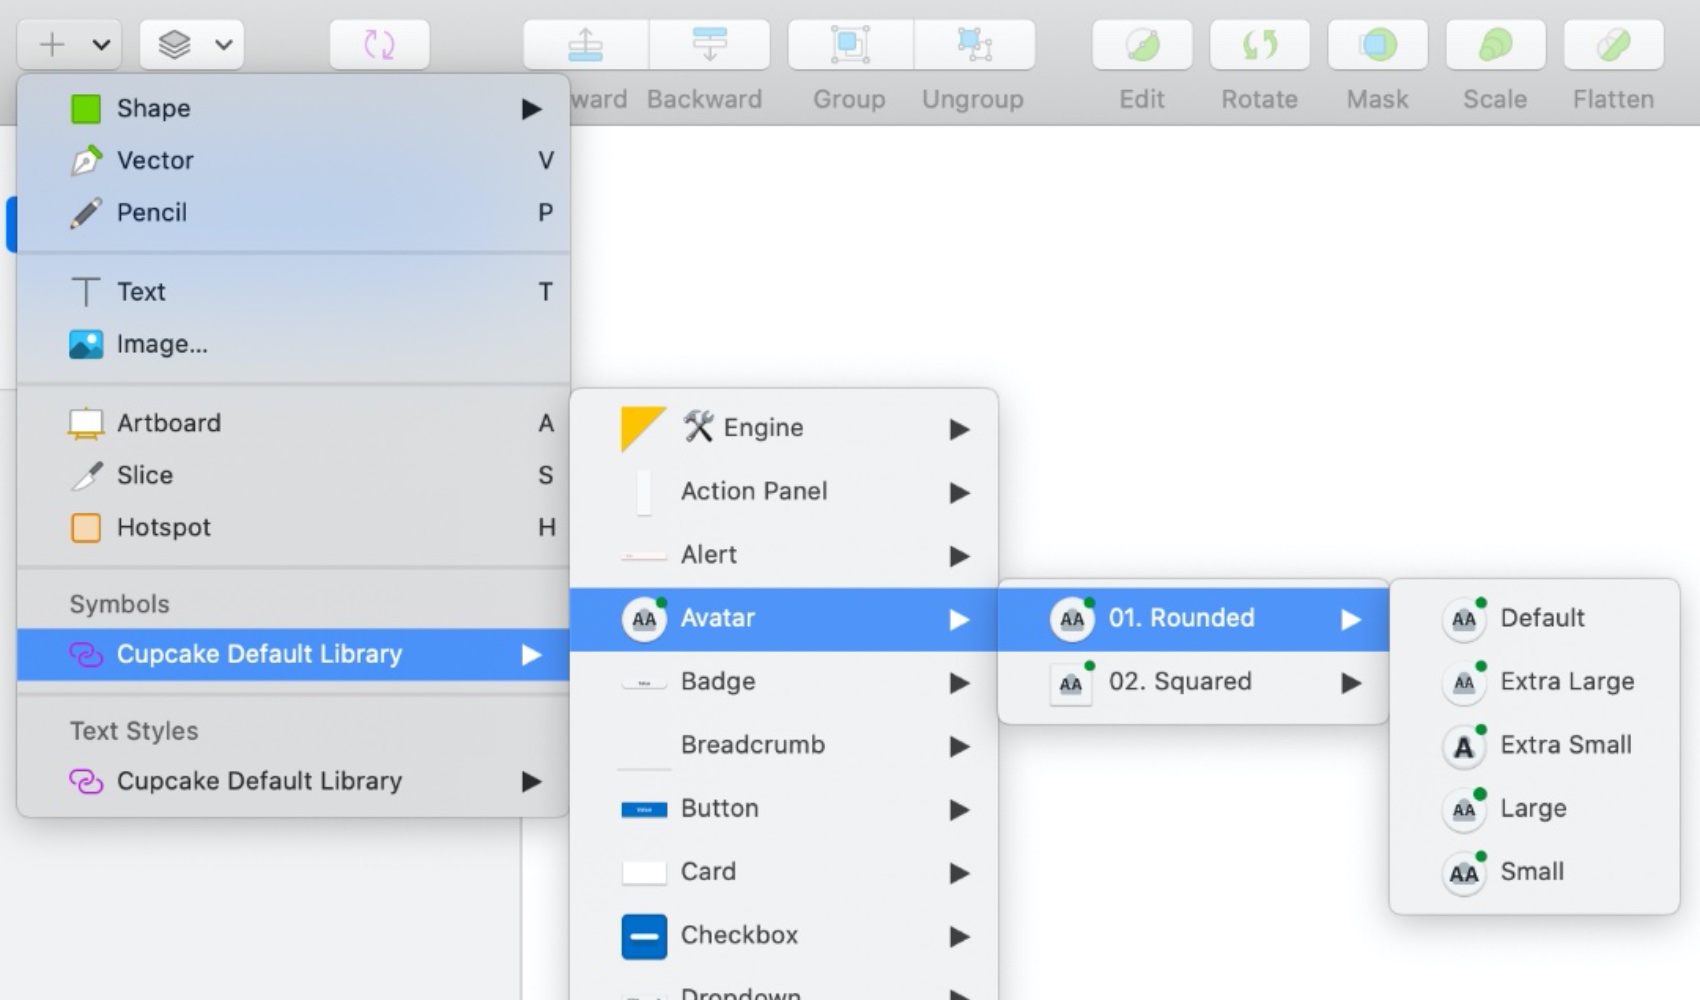 ward Backward Group Ungroup Edit Rotate Mask Scale Flatten
Shape
Vector V
Pencil P
Text T
Image...
Artboard A
Slice S
Hotspot H
Symbols
Cupcake Default Library
Text Styles
Cupcake Default Library
Engine
Action Panel
Alert
AA Avatar
Badge
Breadcrumb
Button
Card
Checkbox
Dropdown
AA 01. Rounded
AA 02. Squared
AA Default
AA Extra Large
A Extra Small
AA Large
AA Small